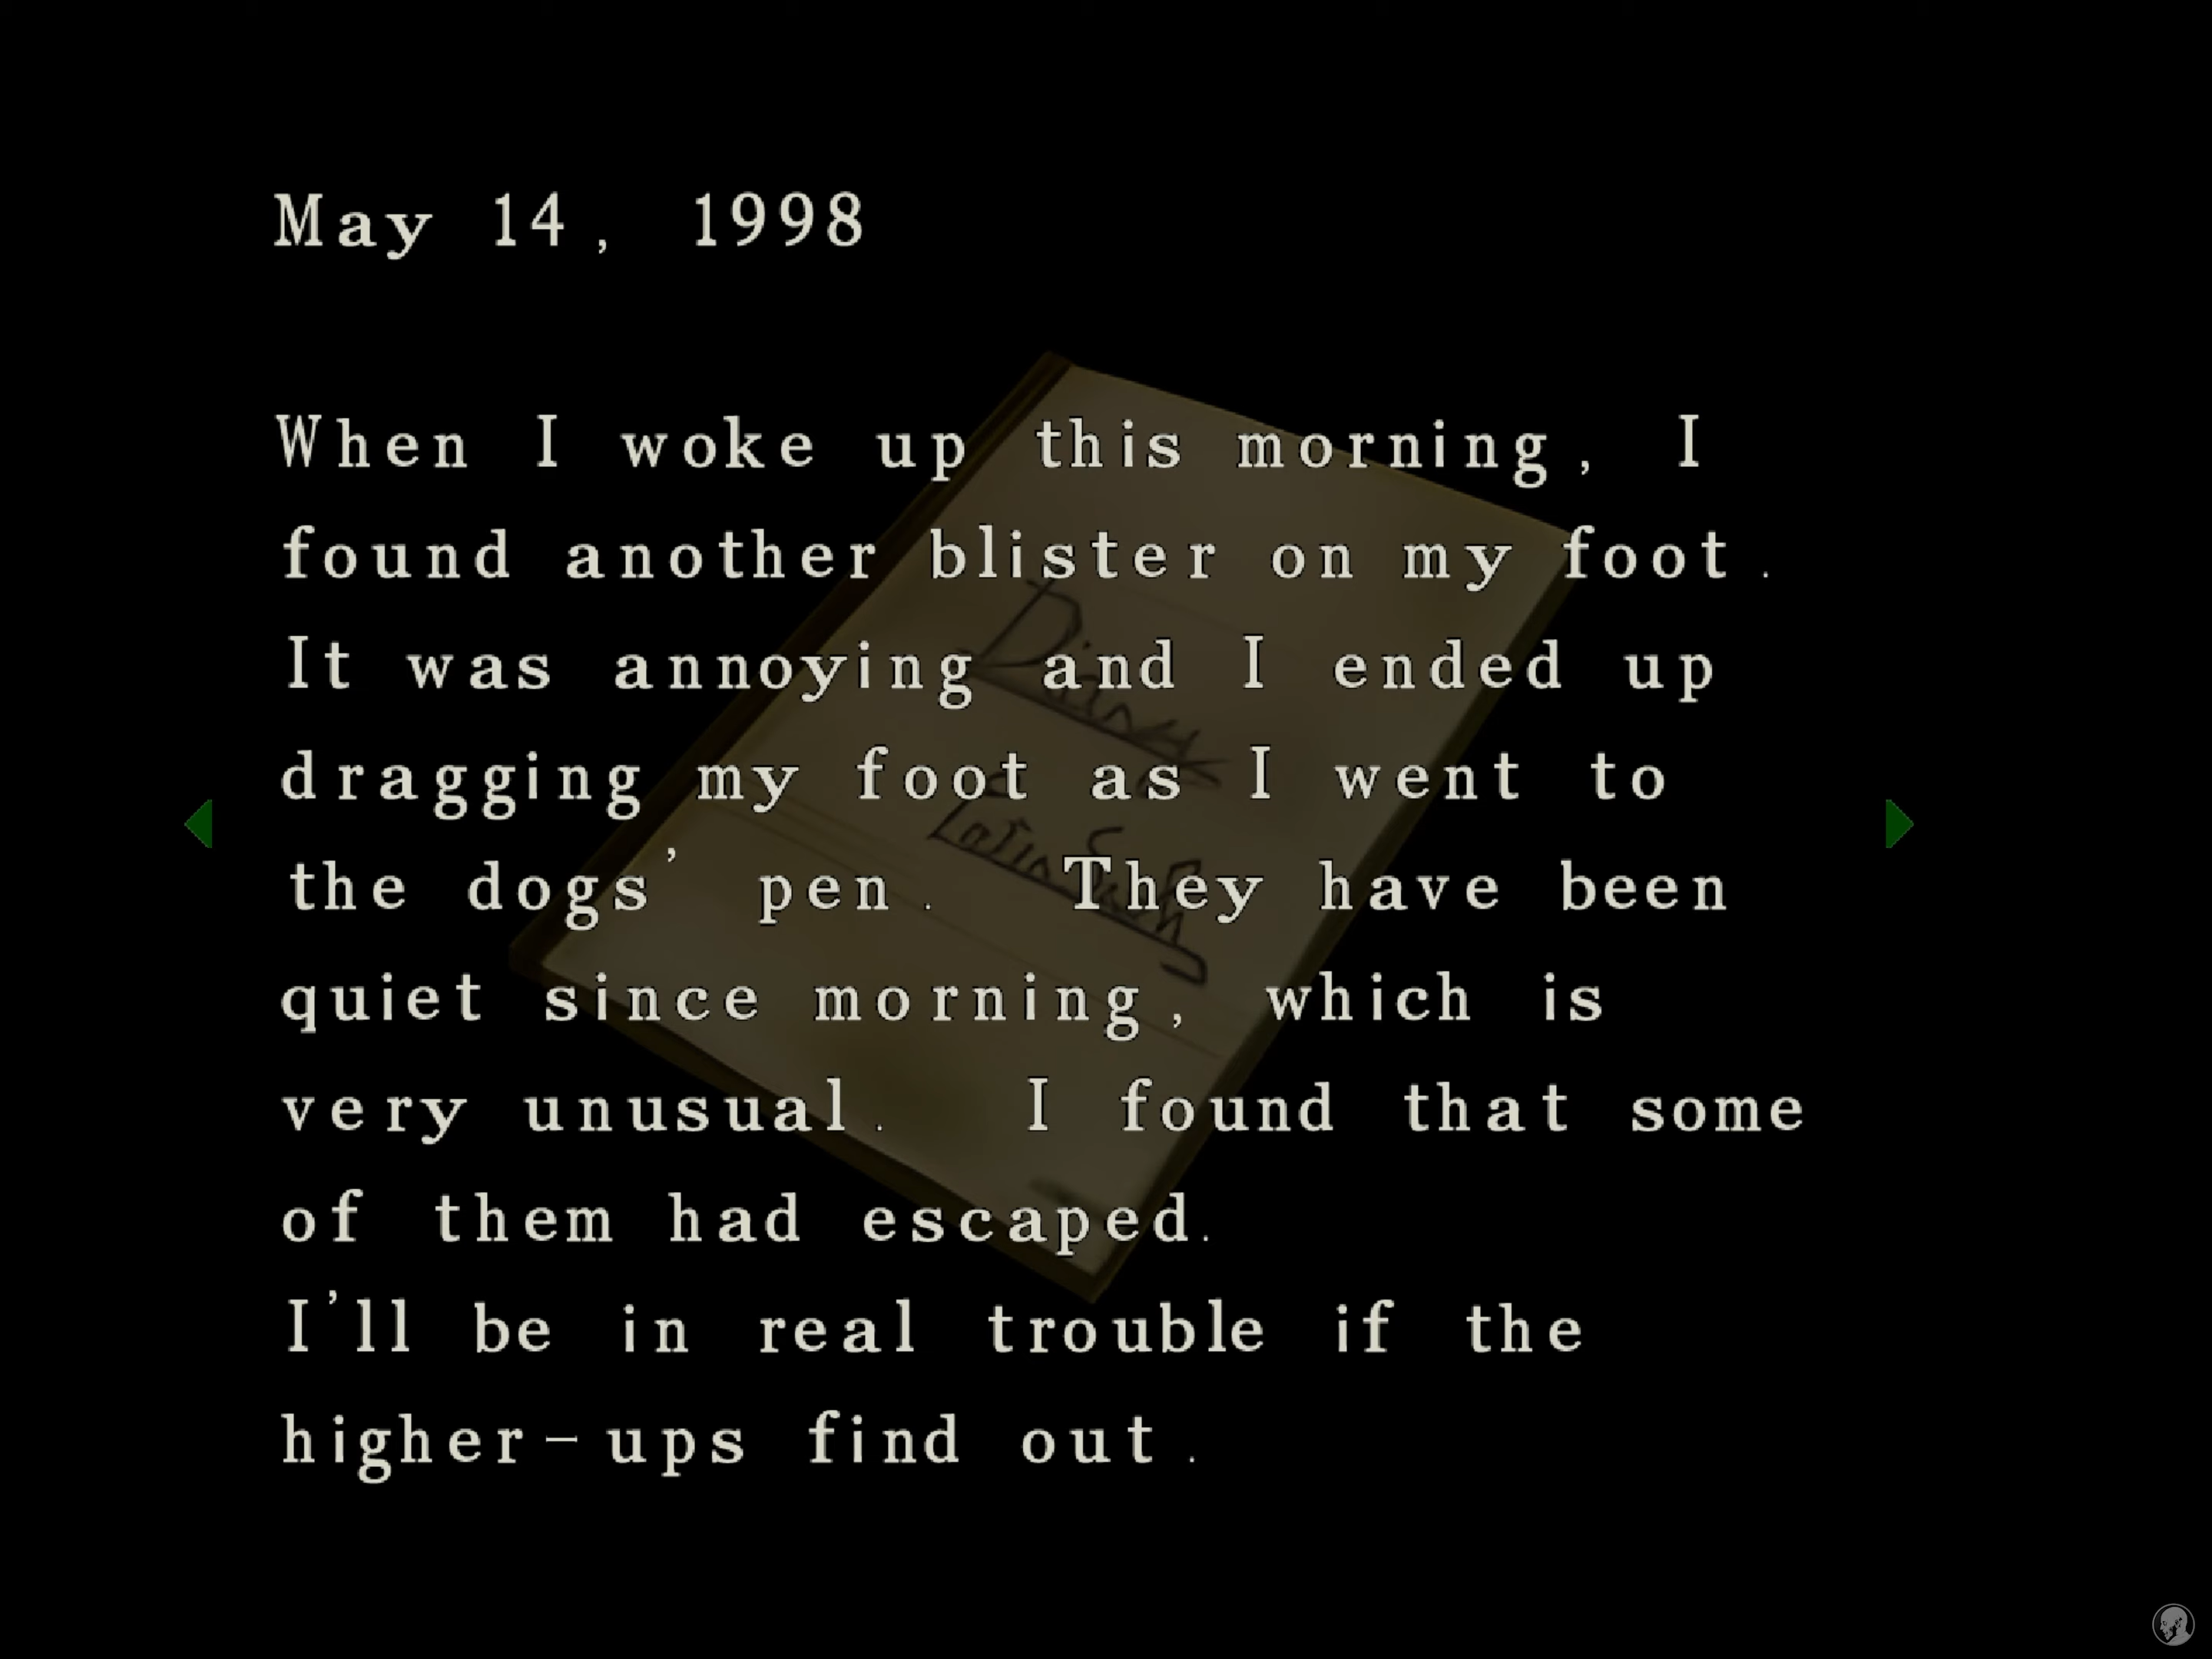 May 14, 1998
When I woke up this morning, I
found another blister on my foot.
It was annoying and I ended up
dragging my foot as I went to
the dogs' pen. They have been
quiet since morning, which is
very unusual. I found that some
of them had escaped.
I'll be in real trouble if the
higher-ups find out.
Diary